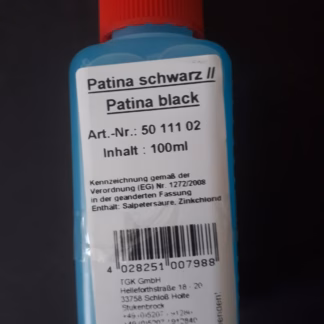 Patina schwarz //
Patina black
Art.-Nr.: 50 111 02
Inhalt : 100ml
Kennzeichnung gemäß der
Verordnung (EG) Nr. 1272/2008
in der geänderten Fassung
Enthält: Salpetersäure, Zinkchlorid
4 028251 007988
TGK GmbH
Helleforthstraße 18 - 20
33758 Schloß Holte
Stukenbrock